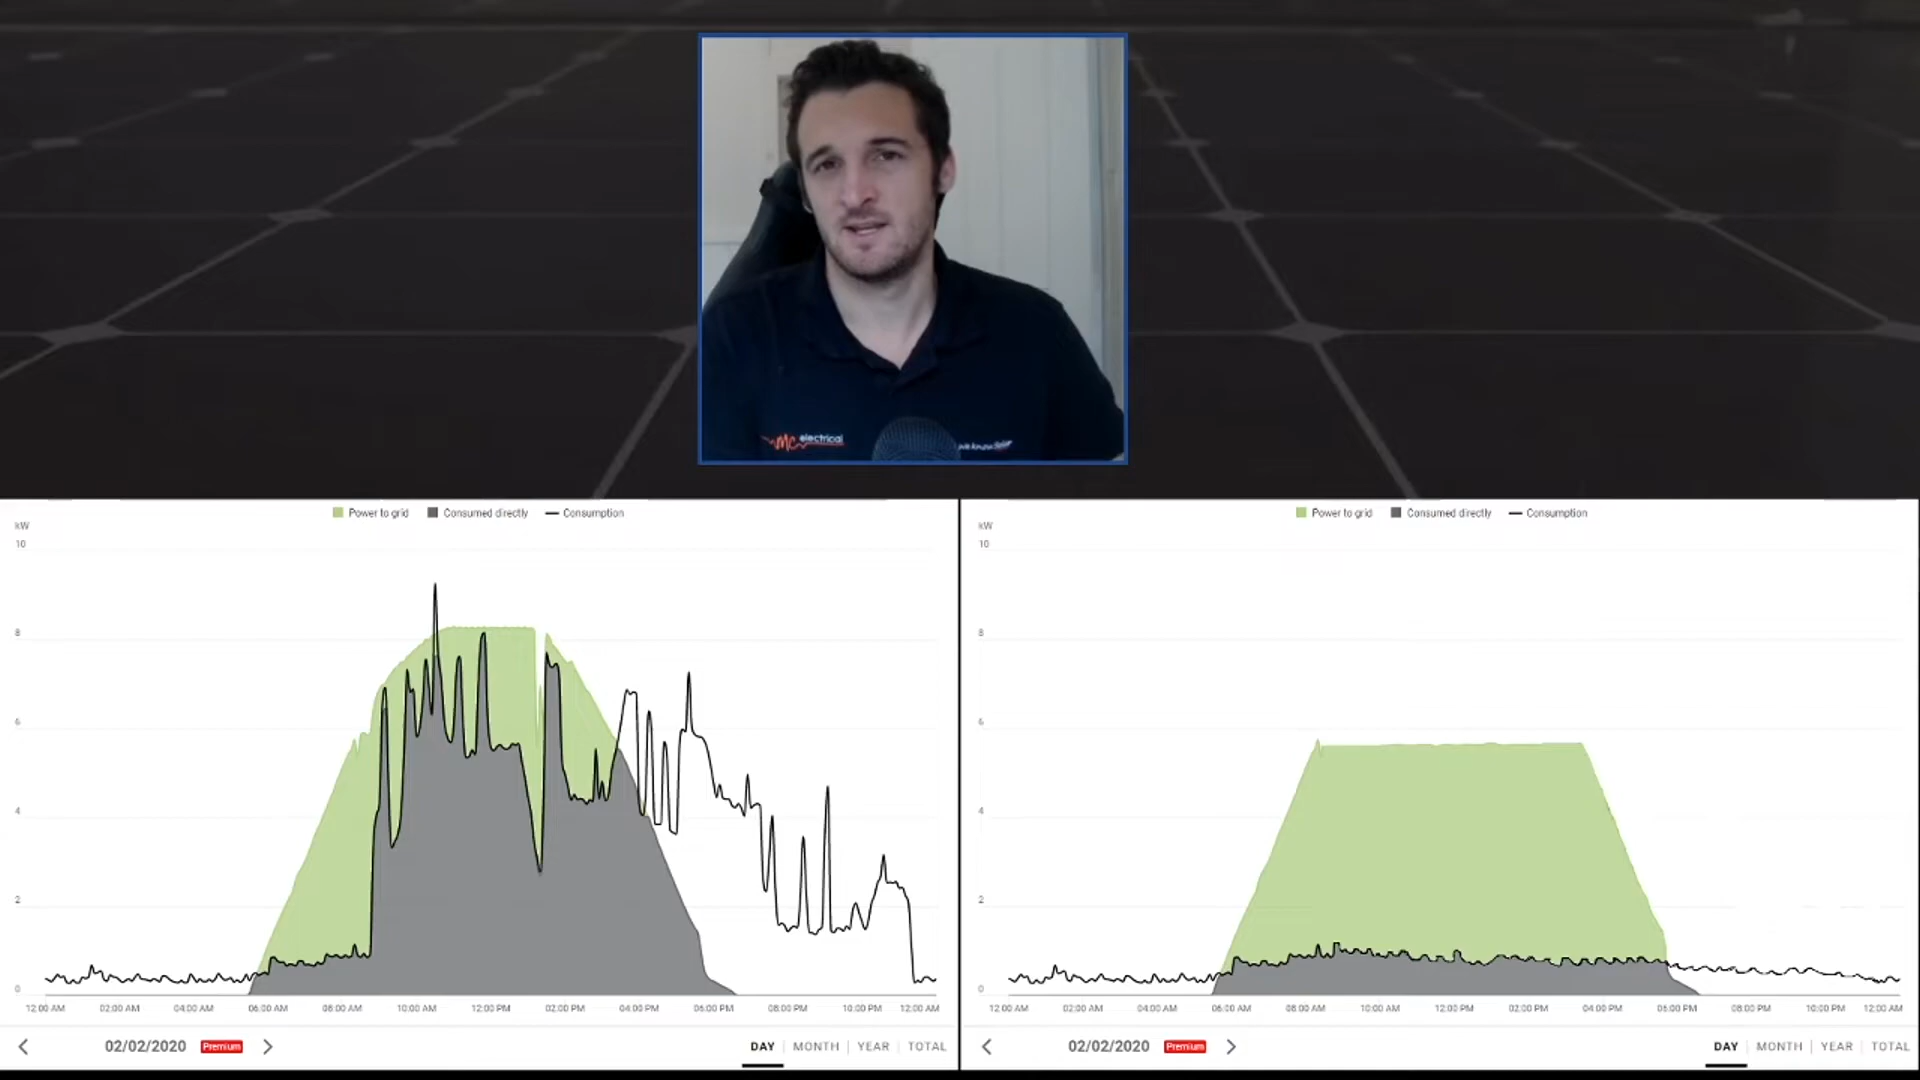 MC electrical
Power to grid
Consumed directly
Consumption
kW
10
8
6
4
2
0
12:00 AM 02:00 AM 04:00 AM 06:00 AM 08:00 AM 10:00 AM 12:00 PM 02:00 PM 04:00 PM 06:00 PM 08:00 PM 10:00 PM 12:00 AM
02/02/2020 Premium
DAY | MONTH | YEAR | TOTAL
Power to grid
Consumed directly
Consumption
kW
10
8
6
4
2
0
12:00 AM 02:00 AM 04:00 AM 06:00 AM 08:00 AM 10:00 AM 12:00 PM 02:00 PM 04:00 PM 06:00 PM 08:00 PM 10:00 PM 12:00 AM
02/02/2020 Premium
DAY | MONTH | YEAR | TOTAL